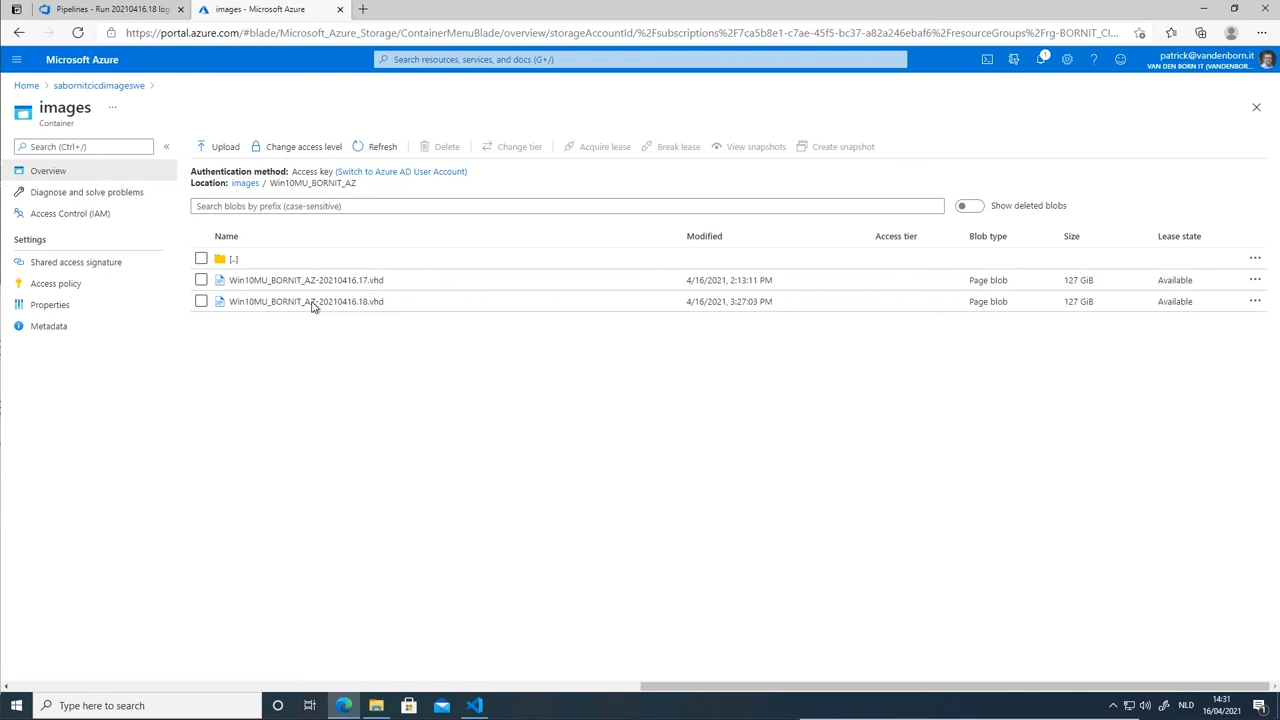 Pipelines - Run 20210416.18 log
images - Microsoft Azure
https://portal.azure.com/#blade/Microsoft_Azure_Storage/ContainerMenuBlade/overview/storageAccountId/%2Fsubscriptions%2F7ca5b8e1-c7ae-45f5-bc37-a82a246ebaf6%2FresourceGroups%2Frg-BORNIT_CI...
Microsoft Azure
Search resources, services, and docs (G+/)
1
patrick@vandenborn.it
VAN DEN BORN IT (VANDENBOR...
Home > sabornitcicdimageswe >
images ...
Container
Search (Ctrl+/)
Overview
Diagnose and solve problems
Access Control (IAM)
Settings
Shared access signature
Access policy
Properties
Metadata
Upload Change access level Refresh Delete Change tier Acquire lease Break lease View snapshots Create snapshot
Authentication method: Access key (Switch to Azure AD User Account)
Location: images / Win10MU_BORNIT_AZ
Search blobs by prefix (case-sensitive)
Show deleted blobs
Name Modified Access tier Blob type Size Lease state
[..]
Win10MU_BORNIT_AZ-20210416.17.vhd 4/16/2021, 2:13:11 PM Page blob 127 GiB Available
Win10MU_BORNIT_AZ-20210416.18.vhd 4/16/2021, 3:27:03 PM Page blob 127 GiB Available
Type here to search
NLD
14:31
16/04/2021
1